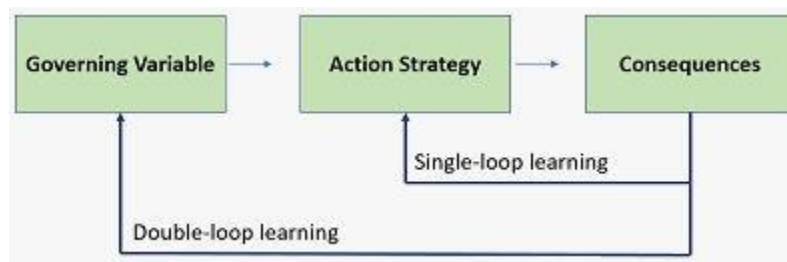 Governing Variable
Action Strategy
Consequences
Single-loop learning
Double-loop learning